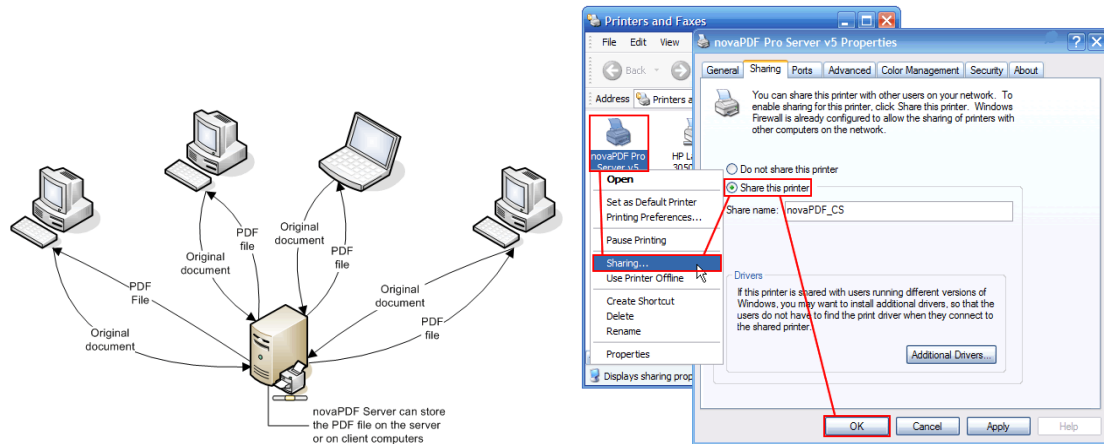 PDF
file
Original
document
PDF
file
Original
document
PDF
File
Original
document
Original
document
PDF
file
novaPDF Server can store
the PDF file on the server
or on client computers
Printers and Faxes
File Edit View
Back
Address Printers a
novaPDF Pro
Server v5
HP L
3050
Open
Set as Default Printer
Printing Preferences...
Pause Printing
Sharing...
Use Printer Offline
Create Shortcut
Delete
Rename
Properties
Displays sharing prop
novaPDF Pro Server v5 Properties
General Sharing Ports Advanced Color Management Security About
You can share this printer with other users on your network. To
enable sharing for this printer, click Share this printer. Windows
Firewall is already configured to allow the sharing of printers with
other computers on the network.
Do not share this printer
Share this printer
Share name: novaPDF_CS
Drivers
If this printer is shared with users running different versions of
Windows, you may want to install additional drivers, so that the
users do not have to find the print driver when they connect to
the shared printer.
Additional Drivers...
OK Cancel Apply Help